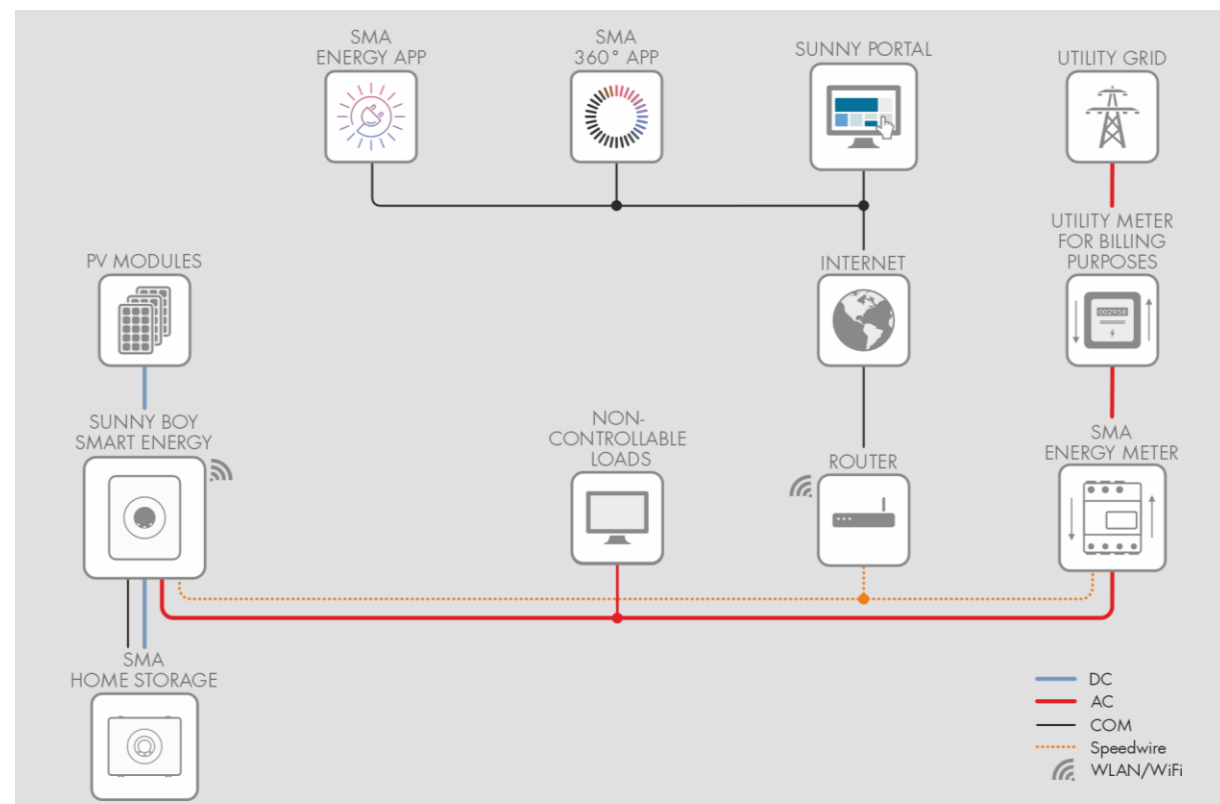 SMA
ENERGY APP
SMA
360° APP
SUNNY PORTAL
UTILITY GRID
UTILITY METER
FOR BILLING
PURPOSES
PV MODULES
INTERNET
002958
SUNNY BOY
SMART ENERGY
NON-
CONTROLLABLE
LOADS
ROUTER
SMA
ENERGY METER
SMA
HOME STORAGE
DC
AC
COM
Speedwire
WLAN/WiFi